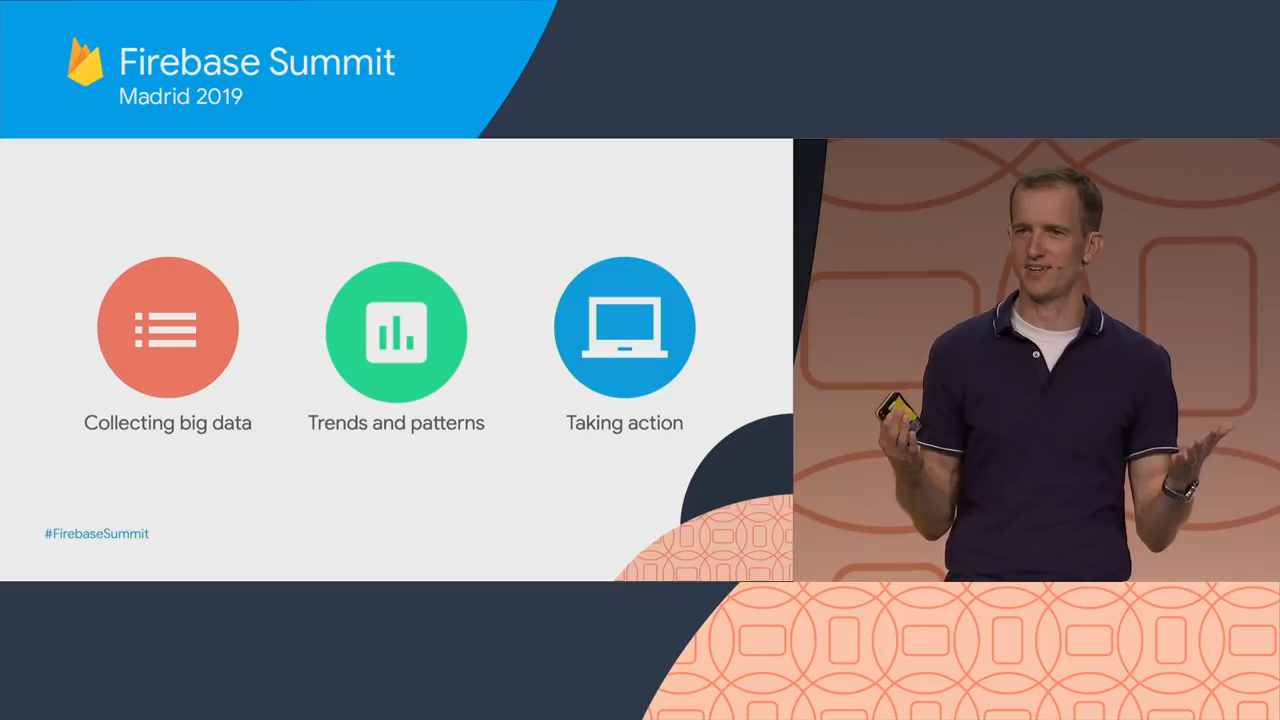 Firebase Summit
Madrid 2019
Collecting big data
Trends and patterns
Taking action
#FirebaseSummit